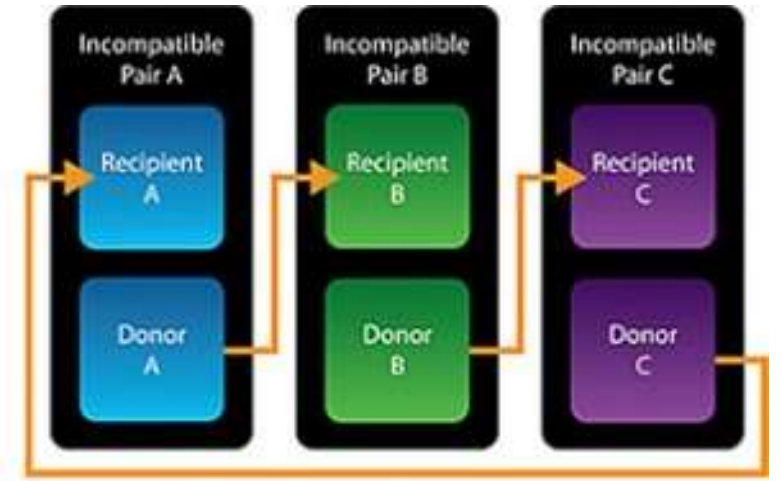 Incompatible
Pair A
Incompatible
Pair B
Incompatible
Pair C
Recipient
A
Recipient
B
Recipient
C
Donor
A
Donor
B
Donor
C